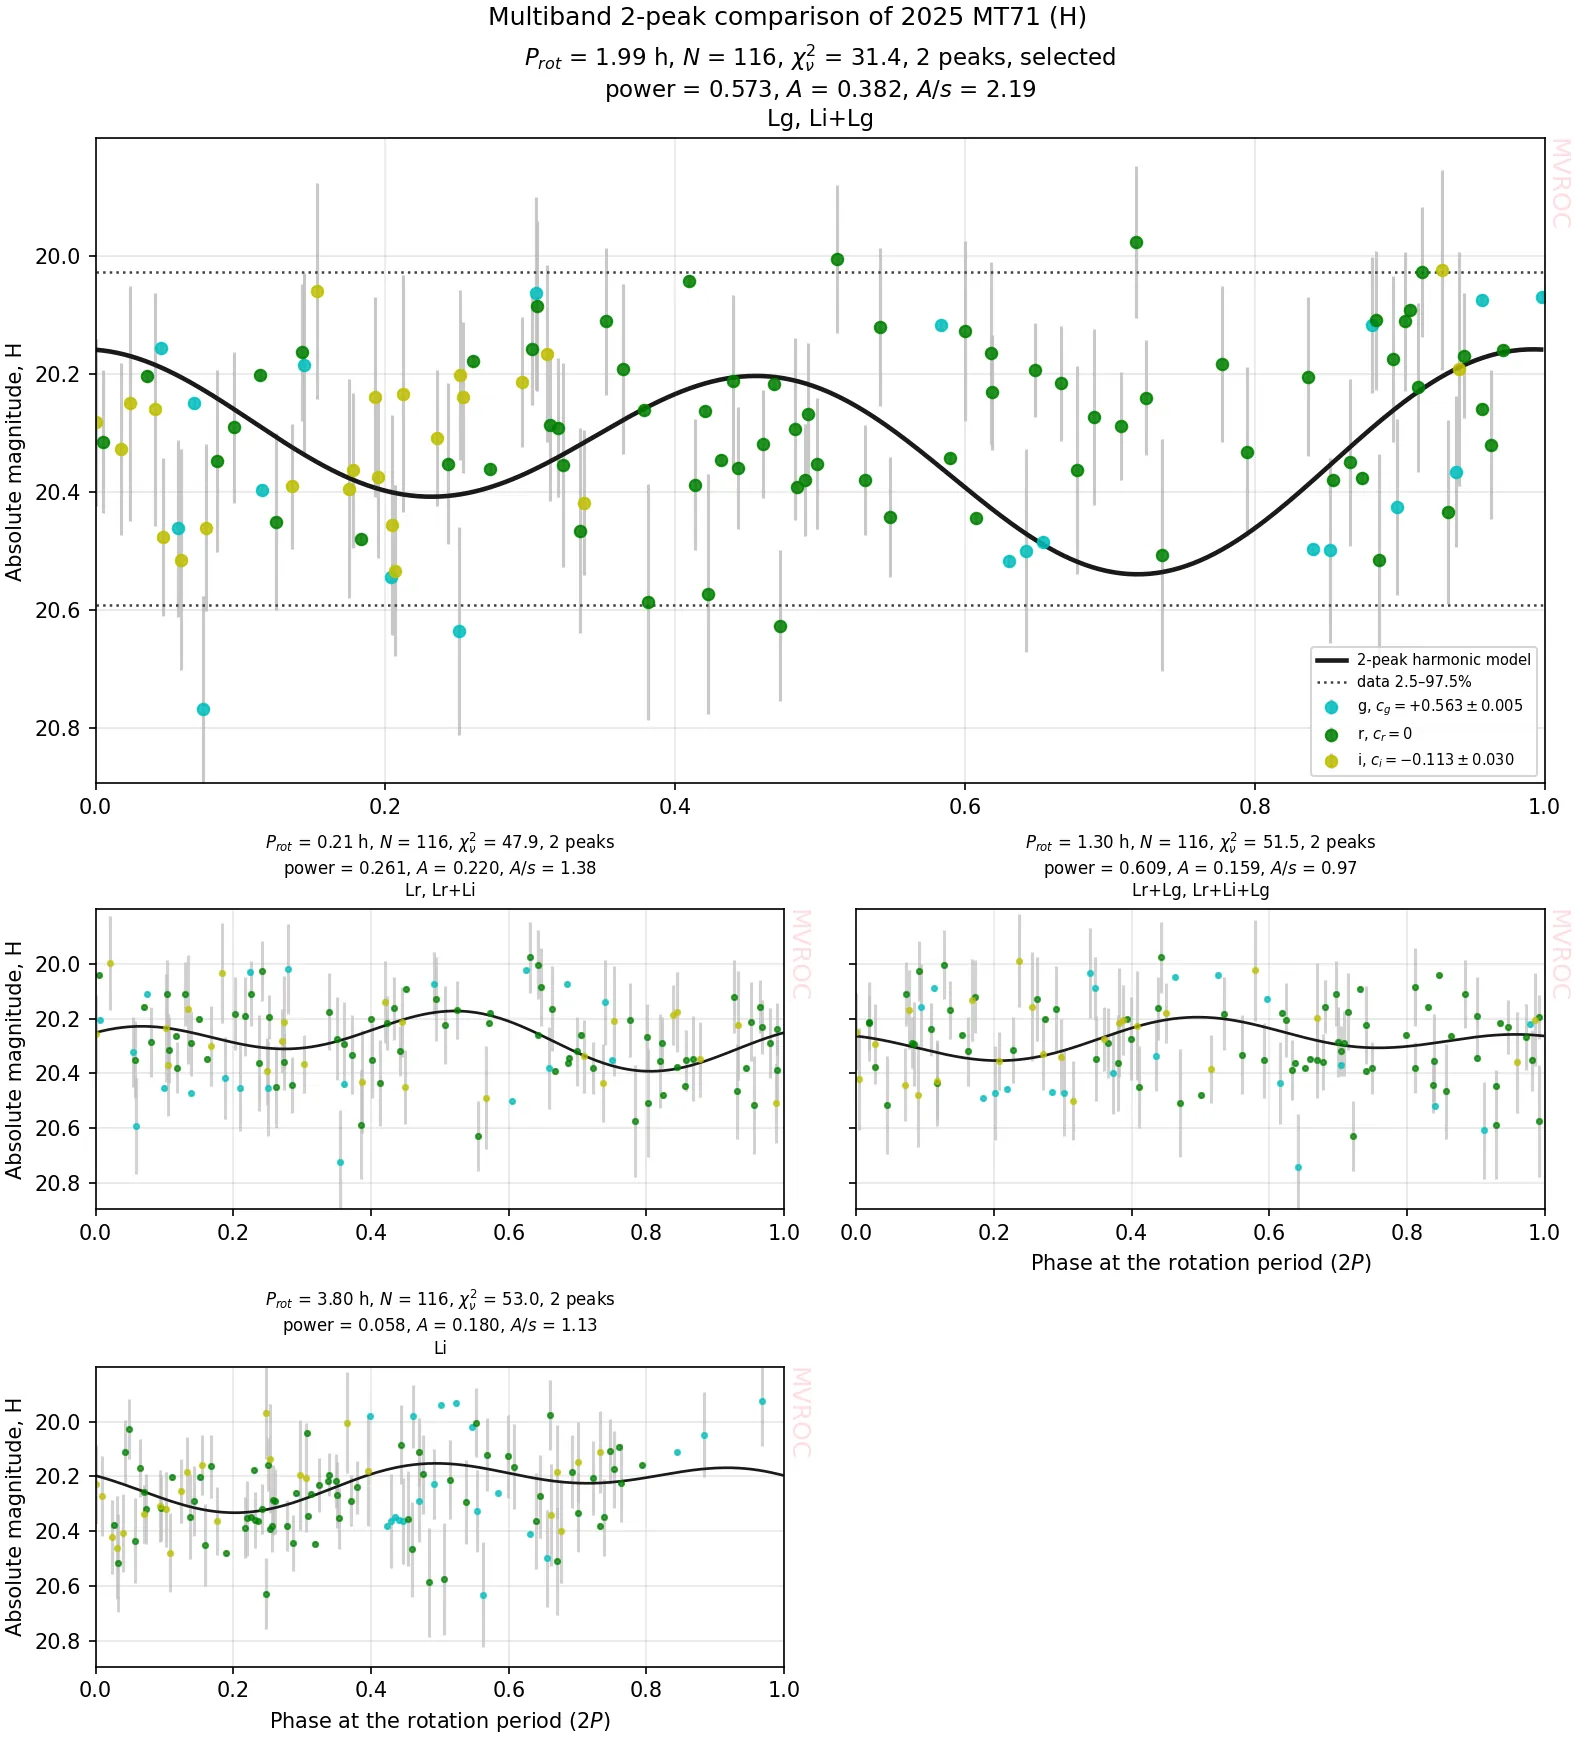 Multiband 2-peak comparison of 2025 MT71 (H)
P_rot = 1.99 h, N = 116, χ²_ν = 31.4, 2 peaks, selected
power = 0.573, A = 0.382, A/s = 2.19
Lg, Li+Lg
MVROC
Absolute magnitude, H
20.0
20.2
20.4
20.6
20.8
2-peak harmonic model
data 2.5–97.5%
g, c_g = +0.563 ± 0.005
r, c_r = 0
i, c_i = −0.113 ± 0.030
0.0 0.2 0.4 0.6 0.8 1.0
P_rot = 0.21 h, N = 116, χ²_ν = 47.9, 2 peaks
power = 0.261, A = 0.220, A/s = 1.38
Lr, Lr+Li
MVROC
Absolute magnitude, H
20.0
20.2
20.4
20.6
20.8
0.0 0.2 0.4 0.6 0.8 1.0
P_rot = 1.30 h, N = 116, χ²_ν = 51.5, 2 peaks
power = 0.609, A = 0.159, A/s = 0.97
Lr+Lg, Lr+Li+Lg
MVROC
0.0 0.2 0.4 0.6 0.8 1.0
Phase at the rotation period (2P)
P_rot = 3.80 h, N = 116, χ²_ν = 53.0, 2 peaks
power = 0.058, A = 0.180, A/s = 1.13
Li
MVROC
Absolute magnitude, H
20.0
20.2
20.4
20.6
20.8
0.0 0.2 0.4 0.6 0.8 1.0
Phase at the rotation period (2P)